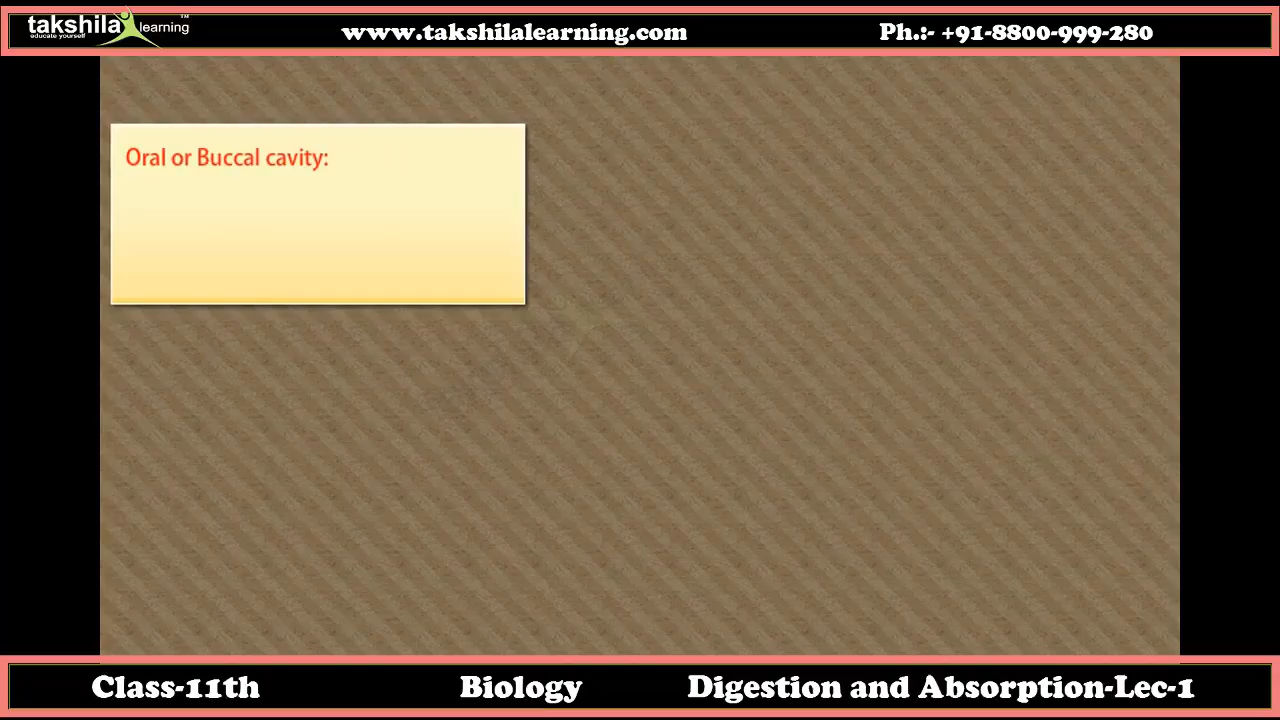 takshila learning™
educate yourself
www.takshilalearning.com
Ph.:- +91-8800-999-280
Oral or Buccal cavity:
Class-11th
Biology
Digestion and Absorption-Lec-1